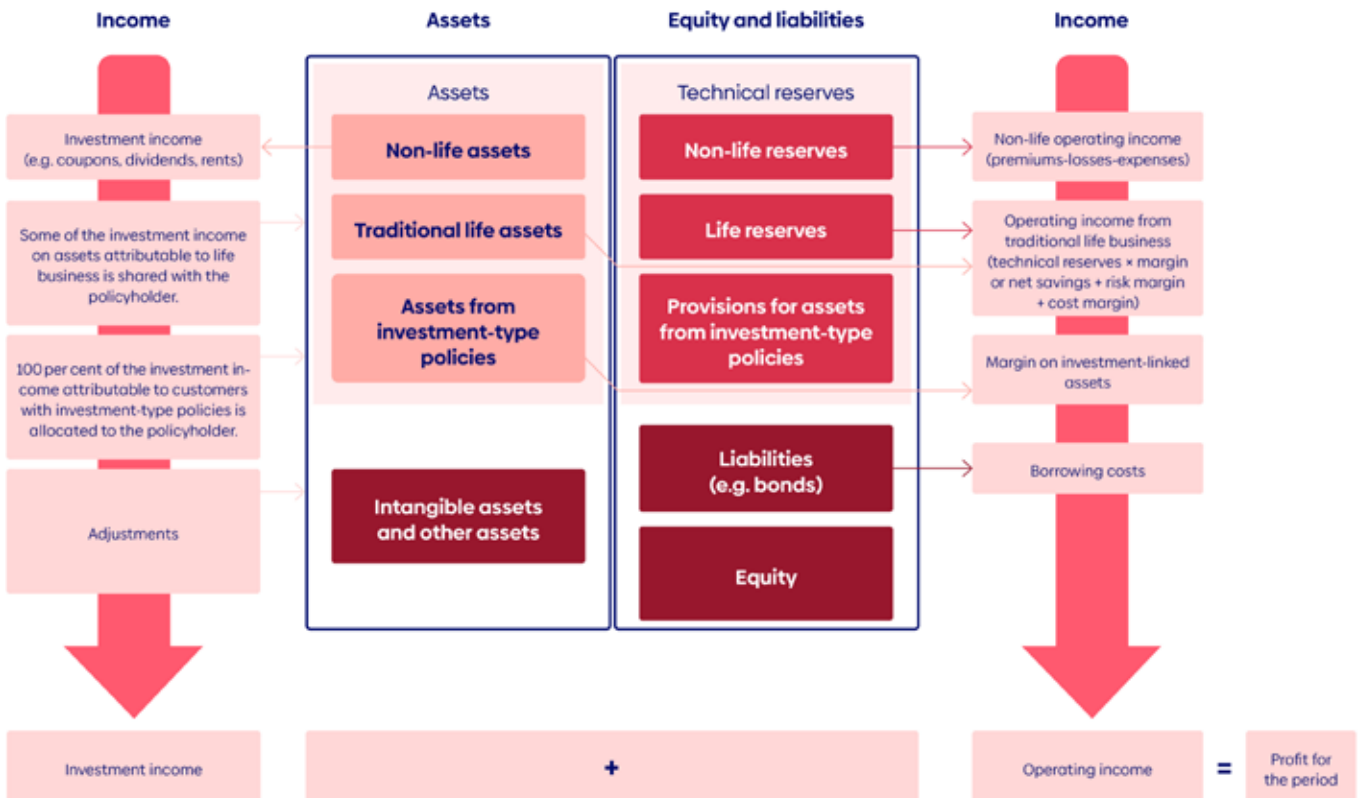 Income
Assets
Equity and liabilities
Income
Investment income
(e.g. coupons, dividends, rents)
Some of the investment income
on assets attributable to life
business is shared with the
policyholder.
100 per cent of the investment in-
come attributable to customers
with investment-type policies is
allocated to the policyholder.
Adjustments
Investment income
Assets
Non-life assets
Traditional life assets
Assets from
investment-type
policies
Intangible assets
and other assets
Technical reserves
Non-life reserves
Life reserves
Provisions for assets
from investment-type
policies
Liabilities
(e.g. bonds)
Equity
+
Non-life operating income
(premiums-losses-expenses)
Operating income from
traditional life business
(technical reserves × margin
or net savings + risk margin
+ cost margin)
Margin on investment-linked
assets
Borrowing costs
Operating income
=
Profit for
the period